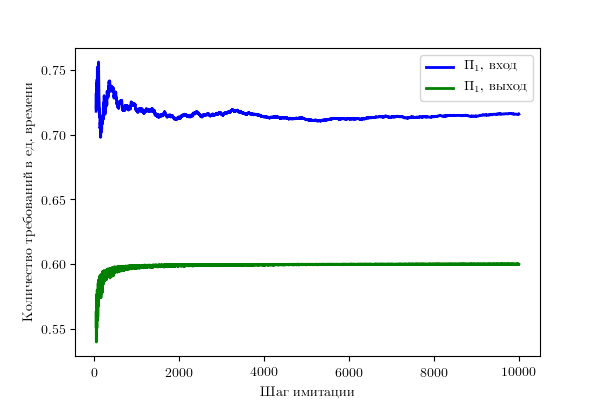 Π₁, вход
Π₁, выход
Количество требований в ед. времени
0.75
0.70
0.65
0.60
0.55
0
2000
4000
6000
8000
10000
Шаг имитации